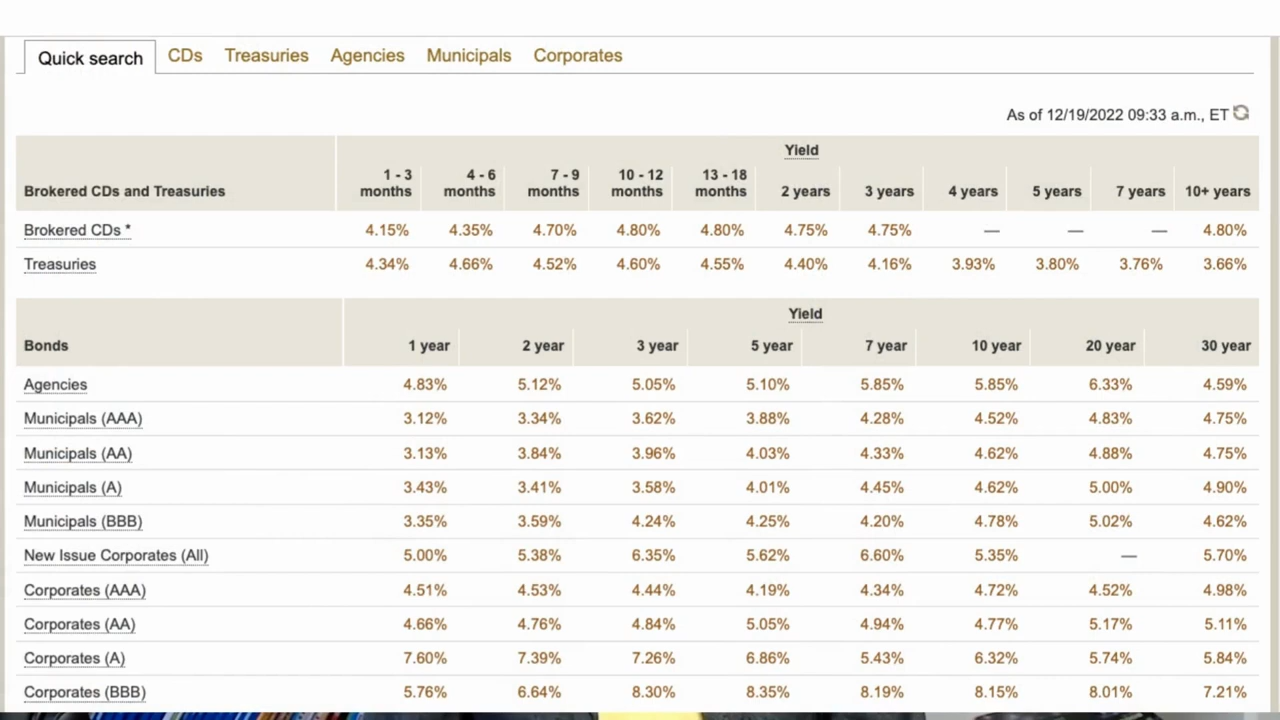 Quick search CDs Treasuries Agencies Municipals Corporates
As of 12/19/2022 09:33 a.m., ET
Yield
Brokered CDs and Treasuries 1 - 3 months 4 - 6 months 7 - 9 months 10 - 12 months 13 - 18 months 2 years 3 years 4 years 5 years 7 years 10+ years
Brokered CDs * 4.15% 4.35% 4.70% 4.80% 4.80% 4.75% 4.75% — — — 4.80%
Treasuries 4.34% 4.66% 4.52% 4.60% 4.55% 4.40% 4.16% 3.93% 3.80% 3.76% 3.66%
Yield
Bonds 1 year 2 year 3 year 5 year 7 year 10 year 20 year 30 year
Agencies 4.83% 5.12% 5.05% 5.10% 5.85% 5.85% 6.33% 4.59%
Municipals (AAA) 3.12% 3.34% 3.62% 3.88% 4.28% 4.52% 4.83% 4.75%
Municipals (AA) 3.13% 3.84% 3.96% 4.03% 4.33% 4.62% 4.88% 4.75%
Municipals (A) 3.43% 3.41% 3.58% 4.01% 4.45% 4.62% 5.00% 4.90%
Municipals (BBB) 3.35% 3.59% 4.24% 4.25% 4.20% 4.78% 5.02% 4.62%
New Issue Corporates (All) 5.00% 5.38% 6.35% 5.62% 6.60% 5.35% — 5.70%
Corporates (AAA) 4.51% 4.53% 4.44% 4.19% 4.34% 4.72% 4.52% 4.98%
Corporates (AA) 4.66% 4.76% 4.84% 5.05% 4.94% 4.77% 5.17% 5.11%
Corporates (A) 7.60% 7.39% 7.26% 6.86% 5.43% 6.32% 5.74% 5.84%
Corporates (BBB) 5.76% 6.64% 8.30% 8.35% 8.19% 8.15% 8.01% 7.21%